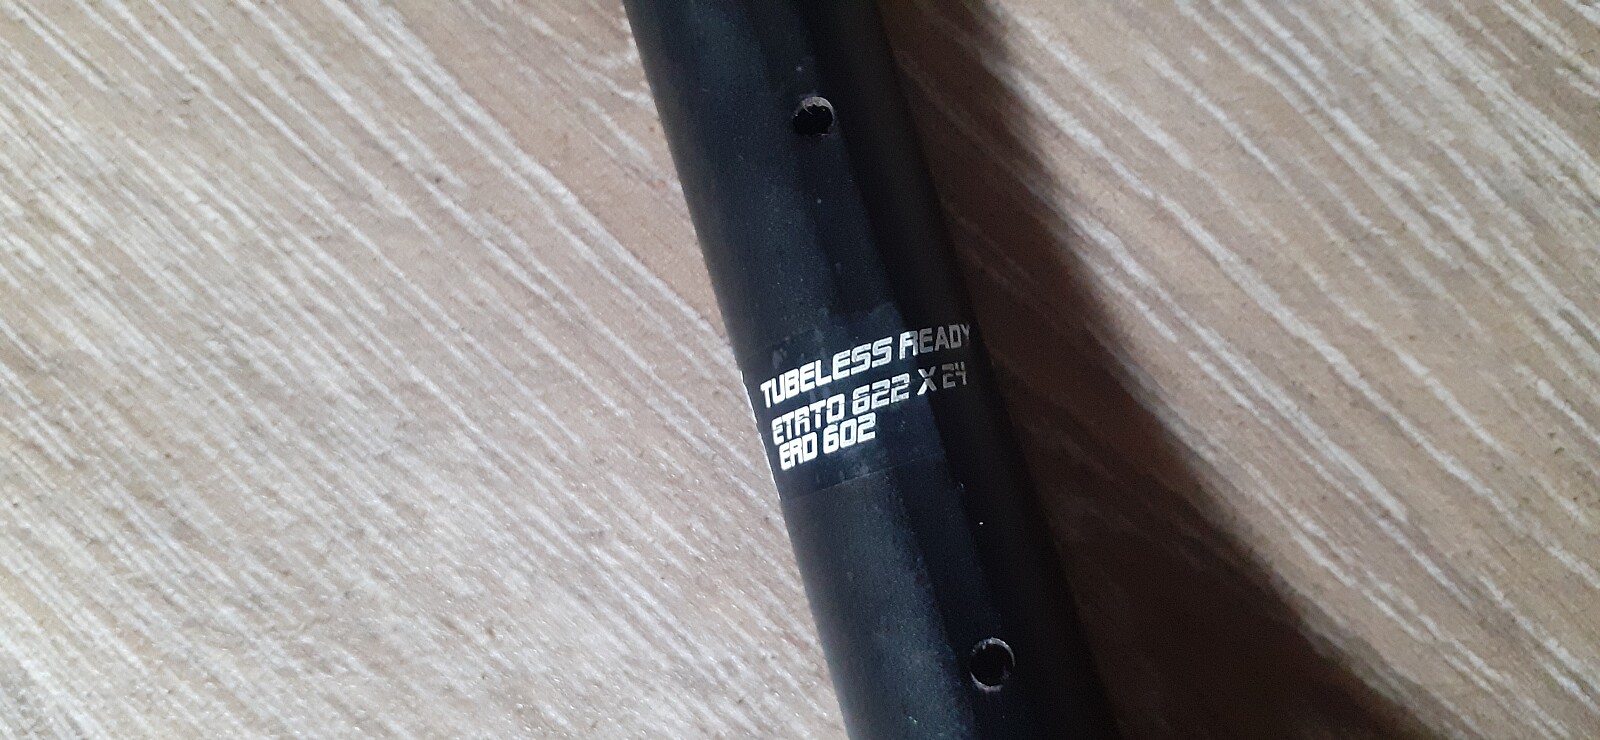 TUBELESS READY
ETRTO 622 X 24
ERD 602